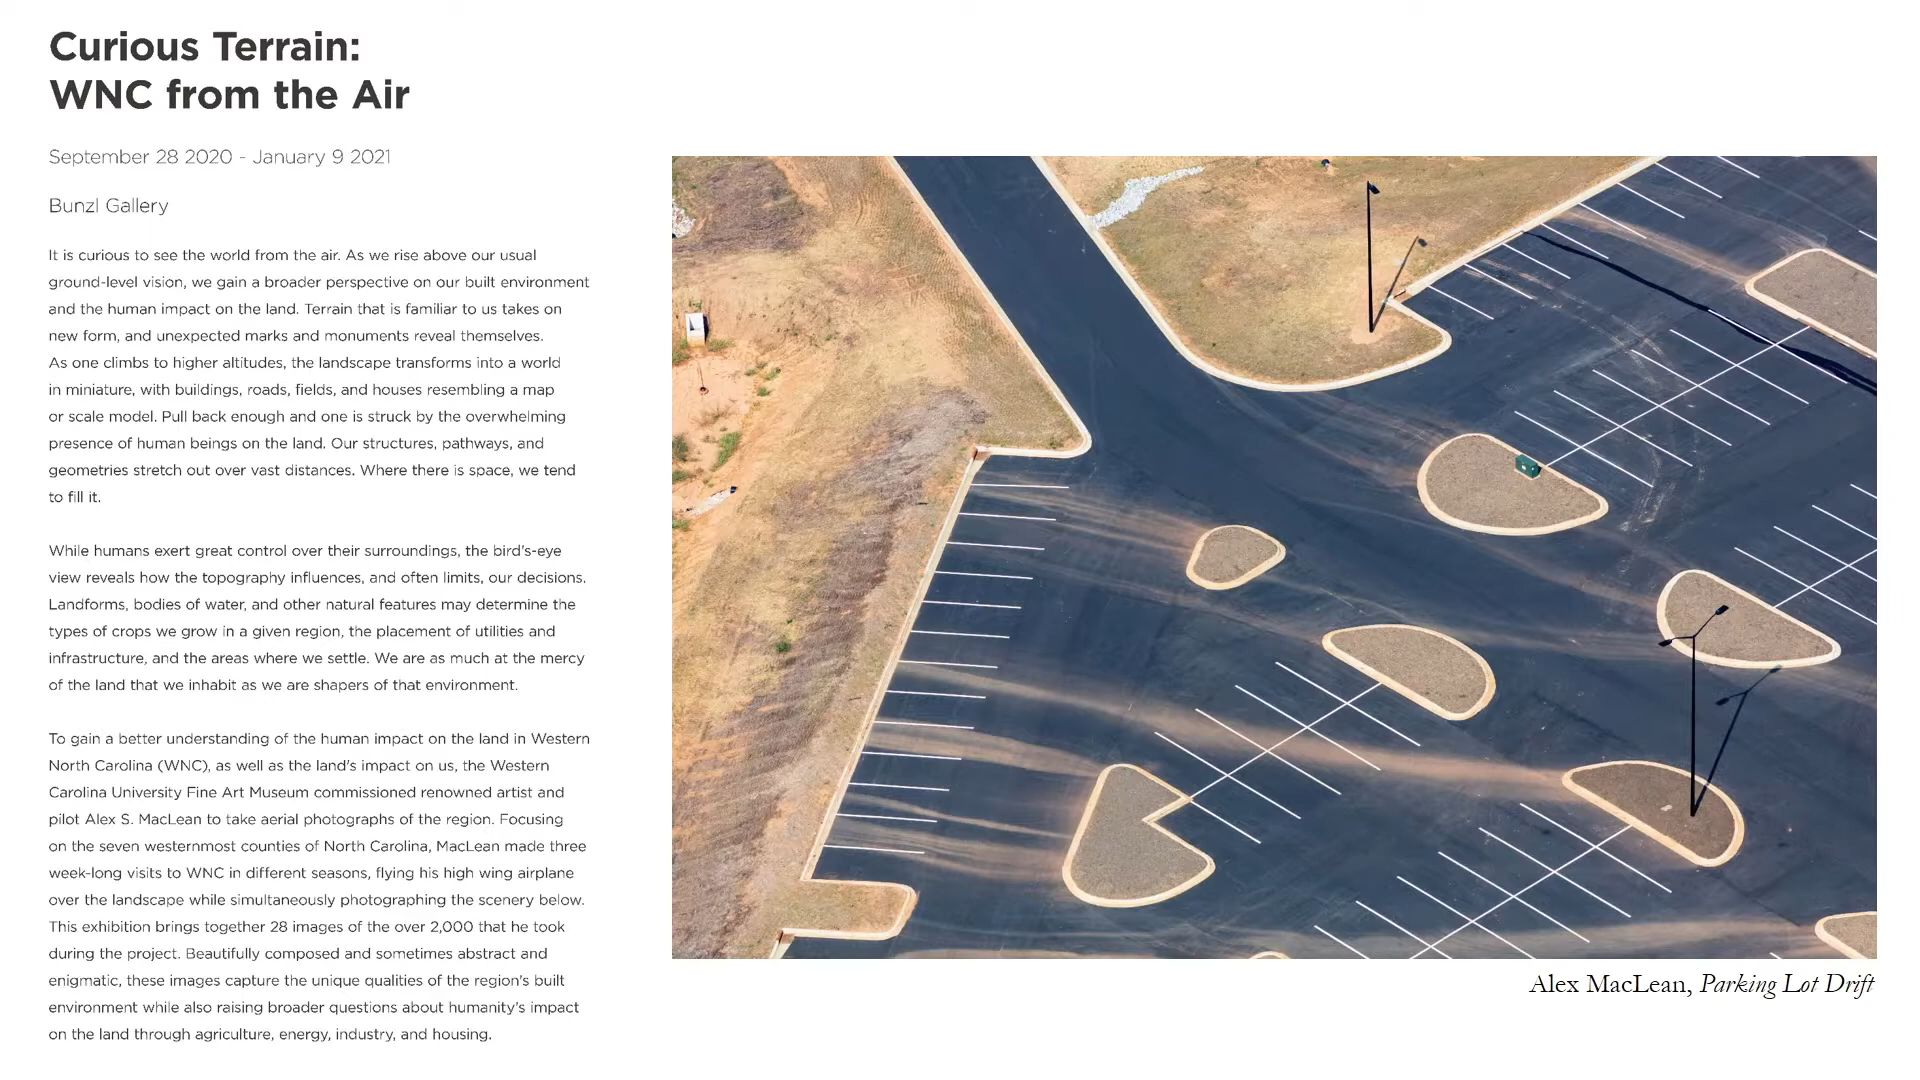 Curious Terrain:
WNC from the Air
September 28 2020 - January 9 2021
Bunzl Gallery
It is curious to see the world from the air. As we rise above our usual
ground-level vision, we gain a broader perspective on our built environment
and the human impact on the land. Terrain that is familiar to us takes on
new form, and unexpected marks and monuments reveal themselves.
As one climbs to higher altitudes, the landscape transforms into a world
in miniature, with buildings, roads, fields, and houses resembling a map
or scale model. Pull back enough and one is struck by the overwhelming
presence of human beings on the land. Our structures, pathways, and
geometries stretch out over vast distances. Where there is space, we tend
to fill it.
While humans exert great control over their surroundings, the bird's-eye
view reveals how the topography influences, and often limits, our decisions.
Landforms, bodies of water, and other natural features may determine the
types of crops we grow in a given region, the placement of utilities and
infrastructure, and the areas where we settle. We are as much at the mercy
of the land that we inhabit as we are shapers of that environment.
To gain a better understanding of the human impact on the land in Western
North Carolina (WNC), as well as the land's impact on us, the Western
Carolina University Fine Art Museum commissioned renowned artist and
pilot Alex S. MacLean to take aerial photographs of the region. Focusing
on the seven westernmost counties of North Carolina, MacLean made three
week-long visits to WNC in different seasons, flying his high wing airplane
over the landscape while simultaneously photographing the scenery below.
This exhibition brings together 28 images of the over 2,000 that he took
during the project. Beautifully composed and sometimes abstract and
enigmatic, these images capture the unique qualities of the region's built
environment while also raising broader questions about humanity's impact
on the land through agriculture, energy, industry, and housing.
Alex MacLean, Parking Lot Drift